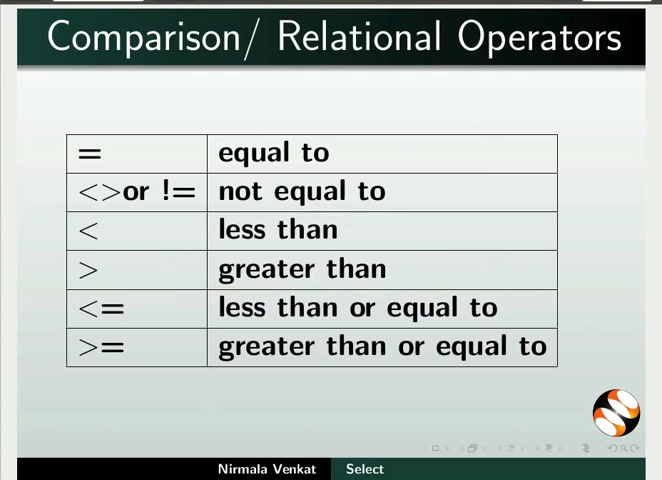 Comparison/ Relational Operators
= equal to
<>or != not equal to
< less than
> greater than
<= less than or equal to
>= greater than or equal to
Nirmala Venkat Select